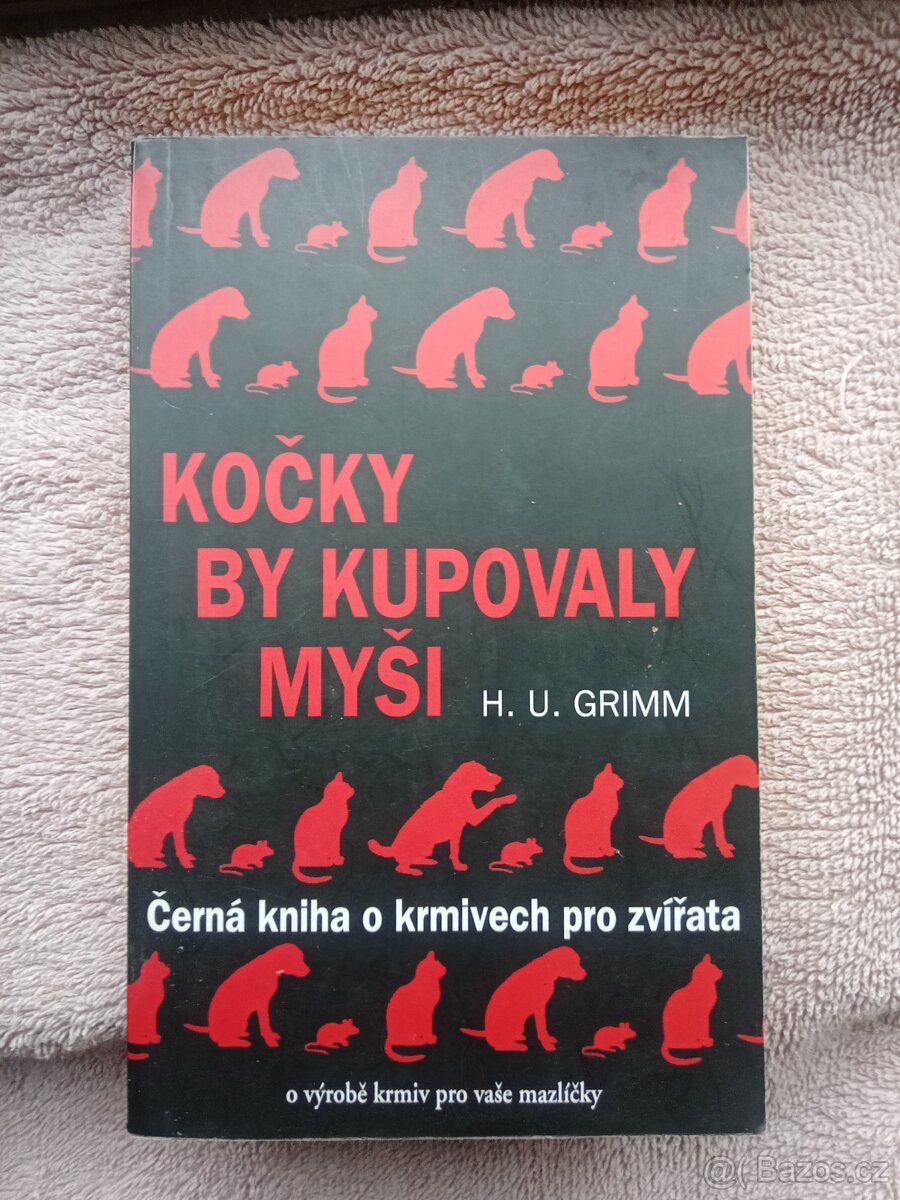 KOČKY
BY KUPOVALY
MYŠI
H. U. GRIMM
Černá kniha o krmivech pro zvířata
o výrobě krmiv pro vaše mazlíčky
@( Bazos.cz